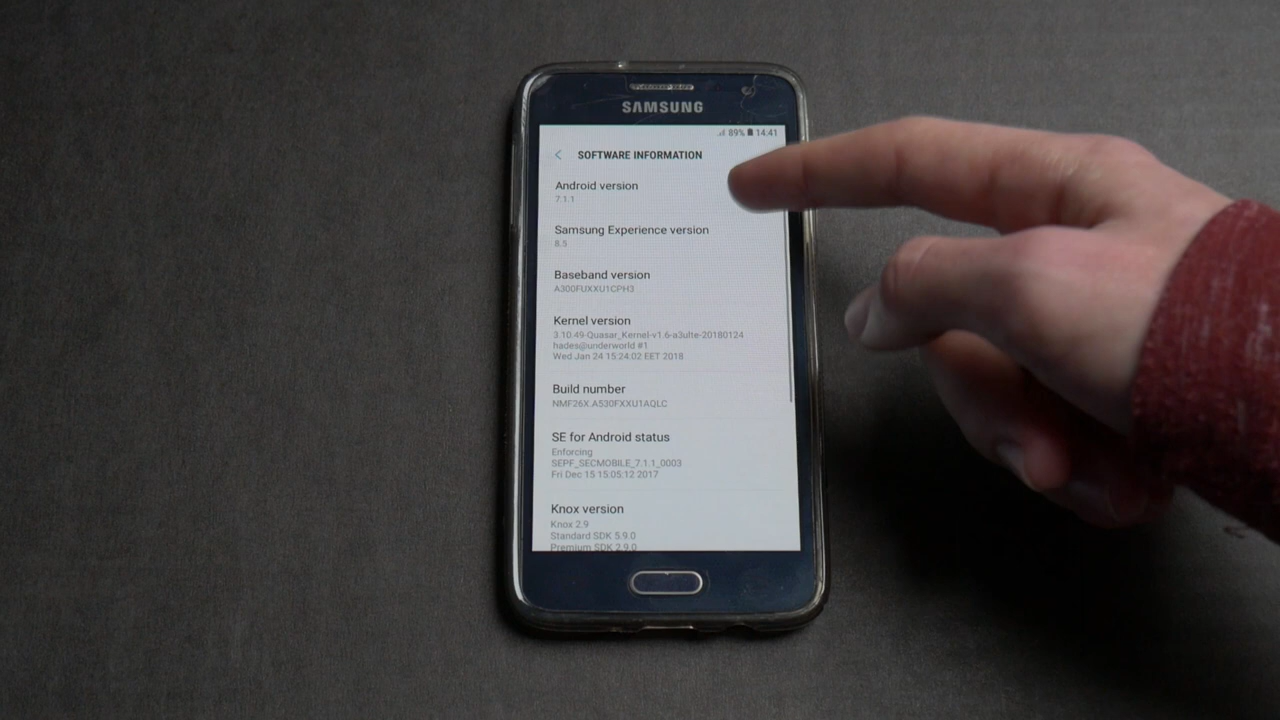 SAMSUNG
89% 14:41
SOFTWARE INFORMATION
Android version
7.1.1
Samsung Experience version
8.5
Baseband version
A300FUXXU1CPH3
Kernel version
3.10.49-Quasar_Kernel-v1.6-a3ulte-20180124
hades@underworld #1
Wed Jan 24 15:24:02 EET 2018
Build number
NMF26X.A530FXXU1AQLC
SE for Android status
Enforcing
SEPF_SECMOBILE_7.1.1_0003
Fri Dec 15 15:05:12 2017
Knox version
Knox 2.9
Standard SDK 5.9.0
Premium SDK 2.9.0